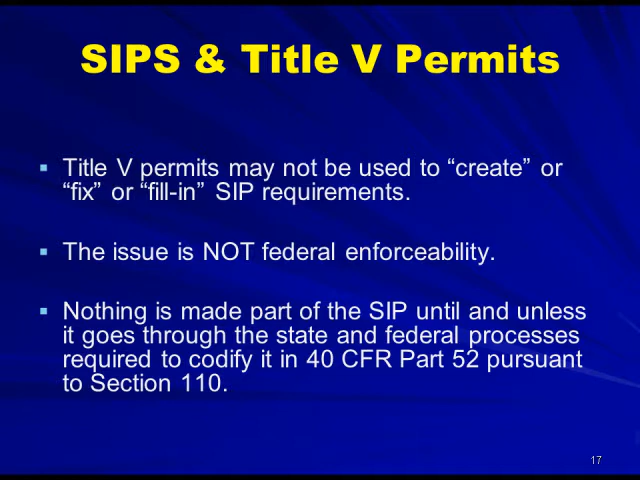 SIPS & Title V Permits
▪ Title V permits may not be used to “create” or
“fix” or “fill-in” SIP requirements.
▪ The issue is NOT federal enforceability.
▪ Nothing is made part of the SIP until and unless
it goes through the state and federal processes
required to codify it in 40 CFR Part 52 pursuant
to Section 110.
17